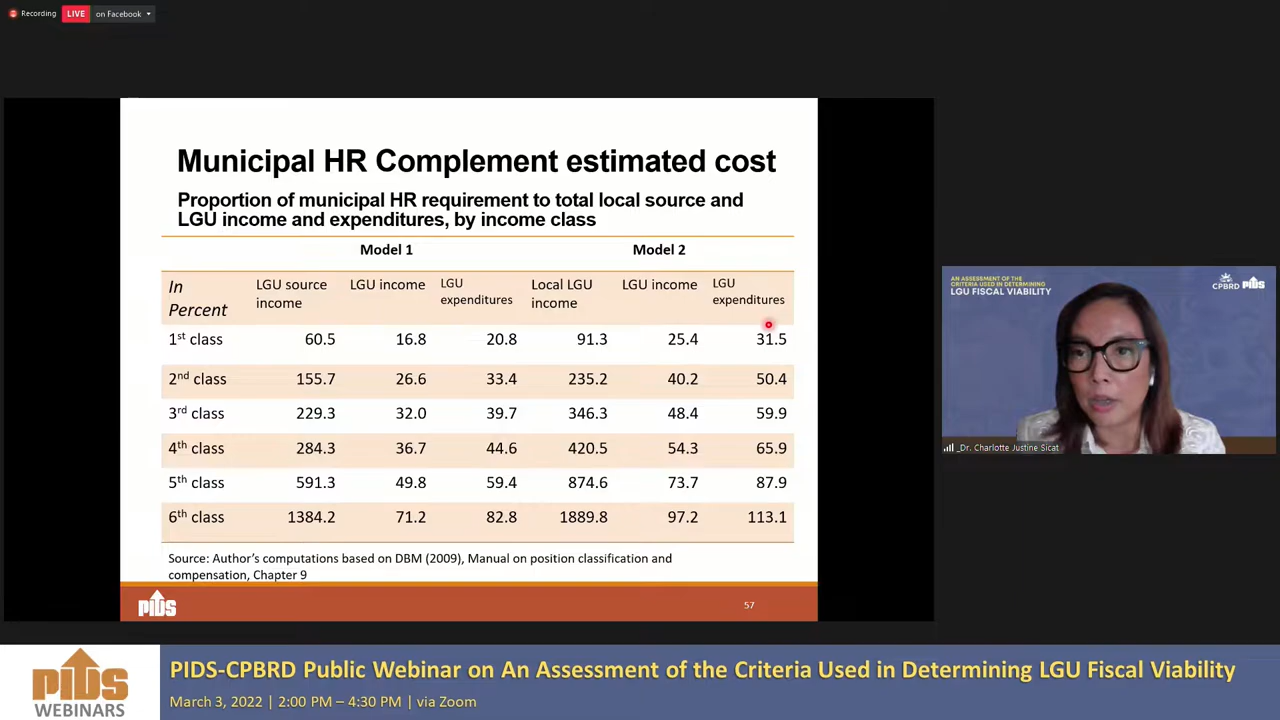 Recording LIVE on Facebook
Municipal HR Complement estimated cost
Proportion of municipal HR requirement to total local source and
LGU income and expenditures, by income class
Model 1 Model 2
In Percent LGU source income LGU income LGU expenditures Local LGU income LGU income LGU expenditures
1st class 60.5 16.8 20.8 91.3 25.4 31.5
2nd class 155.7 26.6 33.4 235.2 40.2 50.4
3rd class 229.3 32.0 39.7 346.3 48.4 59.9
4th class 284.3 36.7 44.6 420.5 54.3 65.9
5th class 591.3 49.8 59.4 874.6 73.7 87.9
6th class 1384.2 71.2 82.8 1889.8 97.2 113.1
Source: Author's computations based on DBM (2009), Manual on position classification and
compensation, Chapter 9
PIDS
57
AN ASSESSMENT OF THE
CRITERIA USED IN DETERMINING
LGU FISCAL VIABILITY
CPBRD PIDS
_Dr. Charlotte Justine Sicat
PIDS
WEBINARS
PIDS-CPBRD Public Webinar on An Assessment of the Criteria Used in Determining LGU Fiscal Viability
March 3, 2022 | 2:00 PM – 4:30 PM | via Zoom